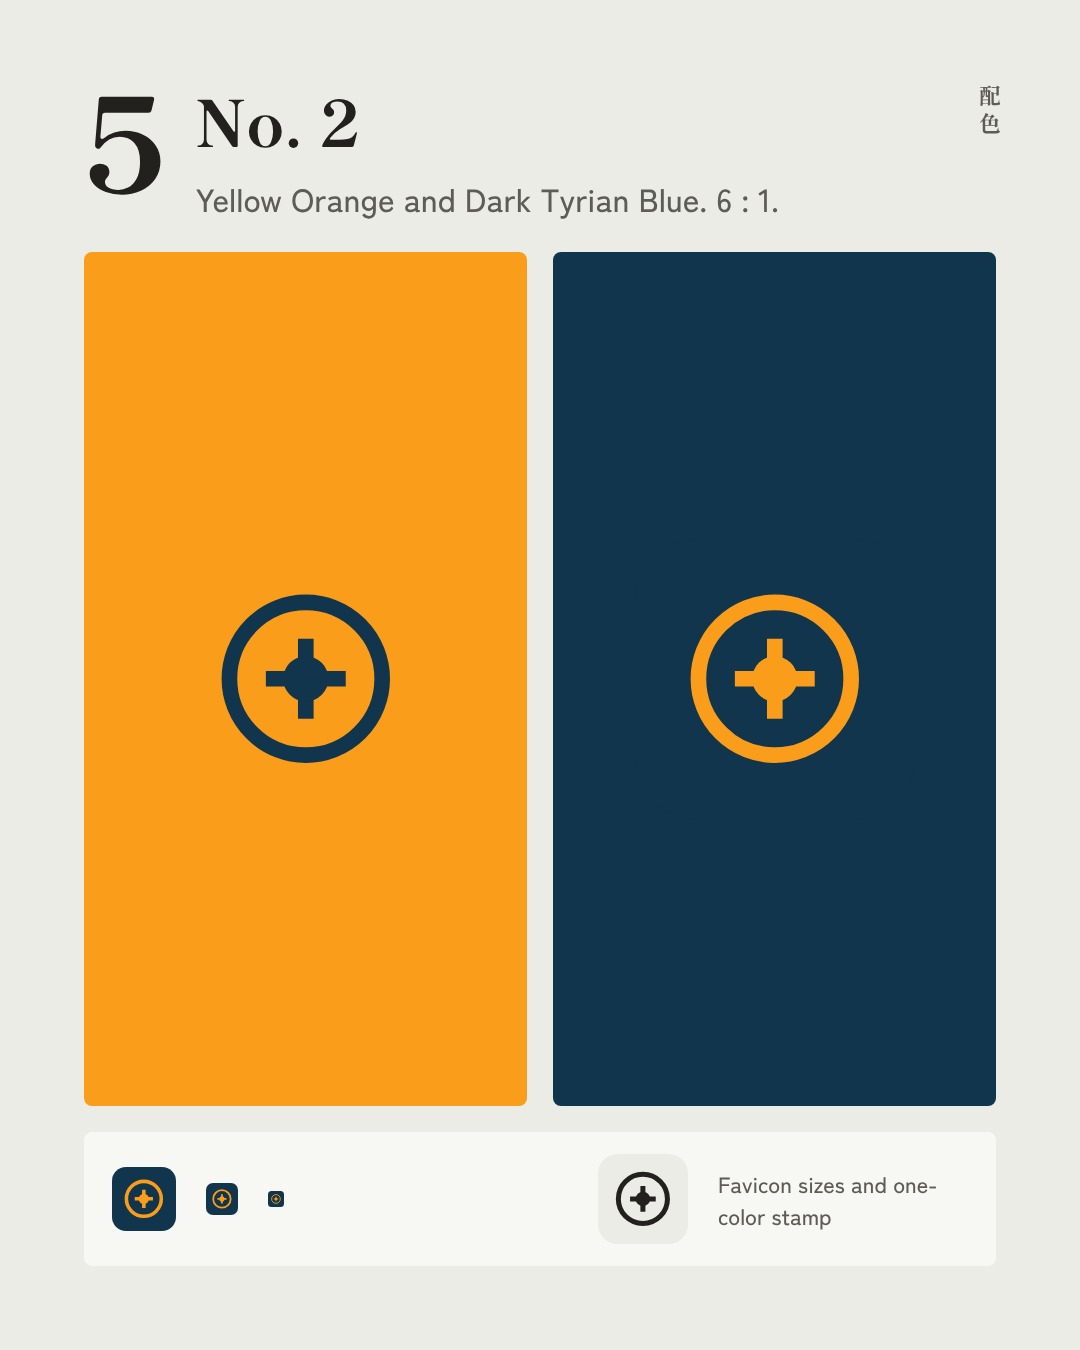 5
No. 2
Yellow Orange and Dark Tyrian Blue. 6 : 1.
配色
Favicon sizes and one-
color stamp